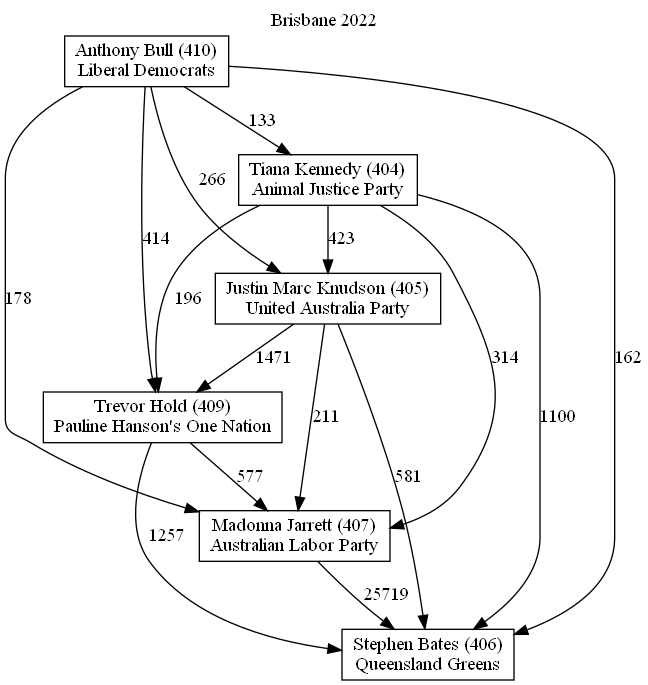 Brisbane 2022
Anthony Bull (410)
Liberal Democrats
133
Tiana Kennedy (404)
Animal Justice Party
266
414
423
178
196
Justin Marc Knudson (405)
United Australia Party
1471
314
162
Trevor Hold (409)
Pauline Hanson's One Nation
211
1100
577
581
Madonna Jarrett (407)
Australian Labor Party
1257
25719
Stephen Bates (406)
Queensland Greens